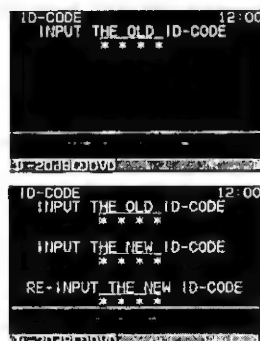 ID-CODE 12:00
INPUT THE OLD ID-CODE
* * * *
ID-CODE 12:00
INPUT THE OLD ID-CODE
* * * *
INPUT THE NEW ID-CODE
* * * *
RE-INPUT THE NEW ID-CODE
* * * *